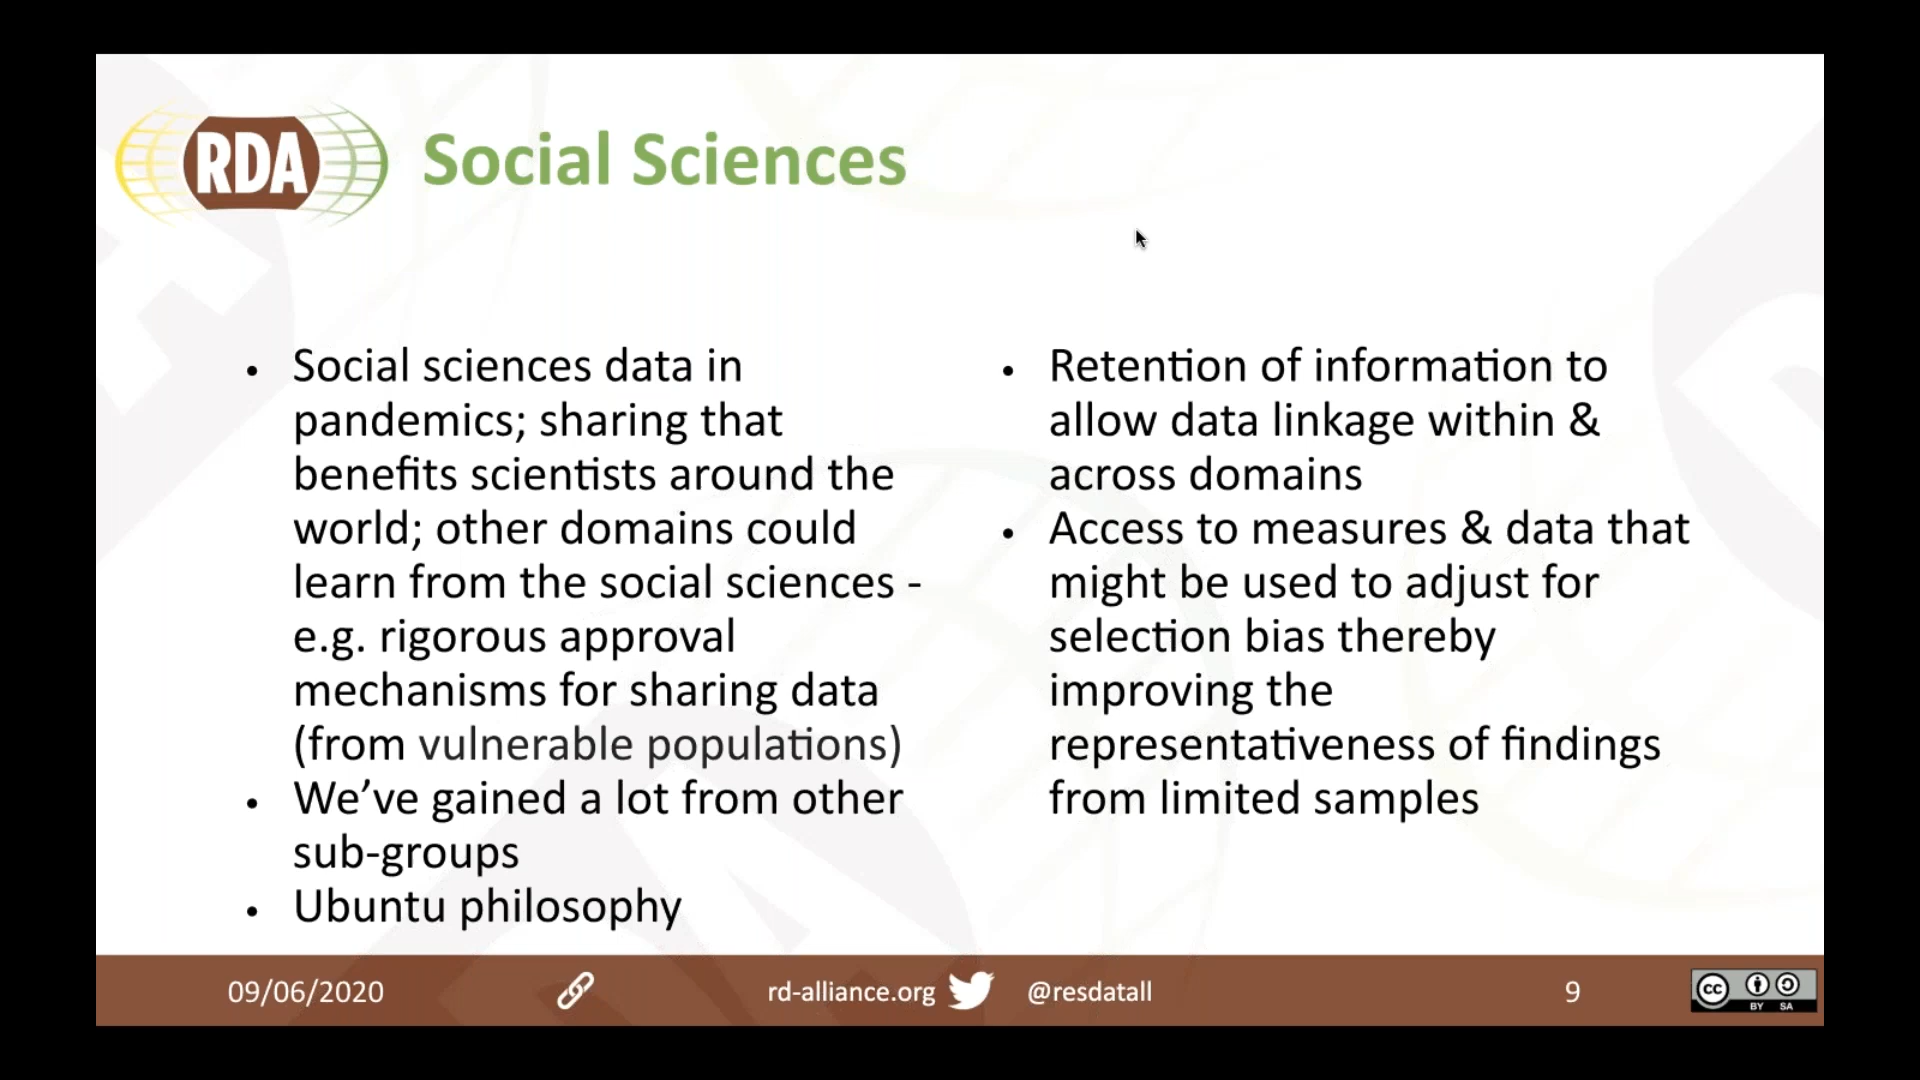 RDA
Social Sciences
• Social sciences data in
pandemics; sharing that
benefits scientists around the
world; other domains could
learn from the social sciences -
e.g. rigorous approval
mechanisms for sharing data
(from vulnerable populations)
• We’ve gained a lot from other
sub-groups
• Ubuntu philosophy
• Retention of information to
allow data linkage within &
across domains
• Access to measures & data that
might be used to adjust for
selection bias thereby
improving the
representativeness of findings
from limited samples
09/06/2020
rd-alliance.org
@resdatall
9
cc
BY SA